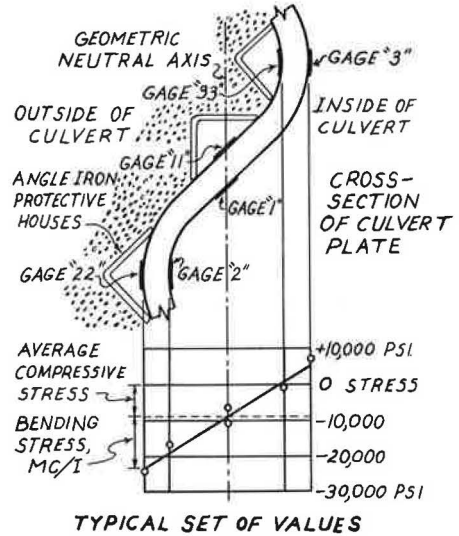 GEOMETRIC
NEUTRAL AXIS
GAGE "3"
GAGE "33"
OUTSIDE OF
CULVERT
INSIDE OF
CULVERT
GAGE "11"
ANGLE IRON
PROTECTIVE
HOUSES
GAGE "1"
CROSS-
SECTION
OF CULVERT
PLATE
GAGE "22"
GAGE "2"
AVERAGE
COMPRESSIVE
STRESS
BENDING
STRESS,
MC/I
+10,000 PSI.
0 STRESS
-10,000
-20,000
-30,000 PSI
TYPICAL SET OF VALUES